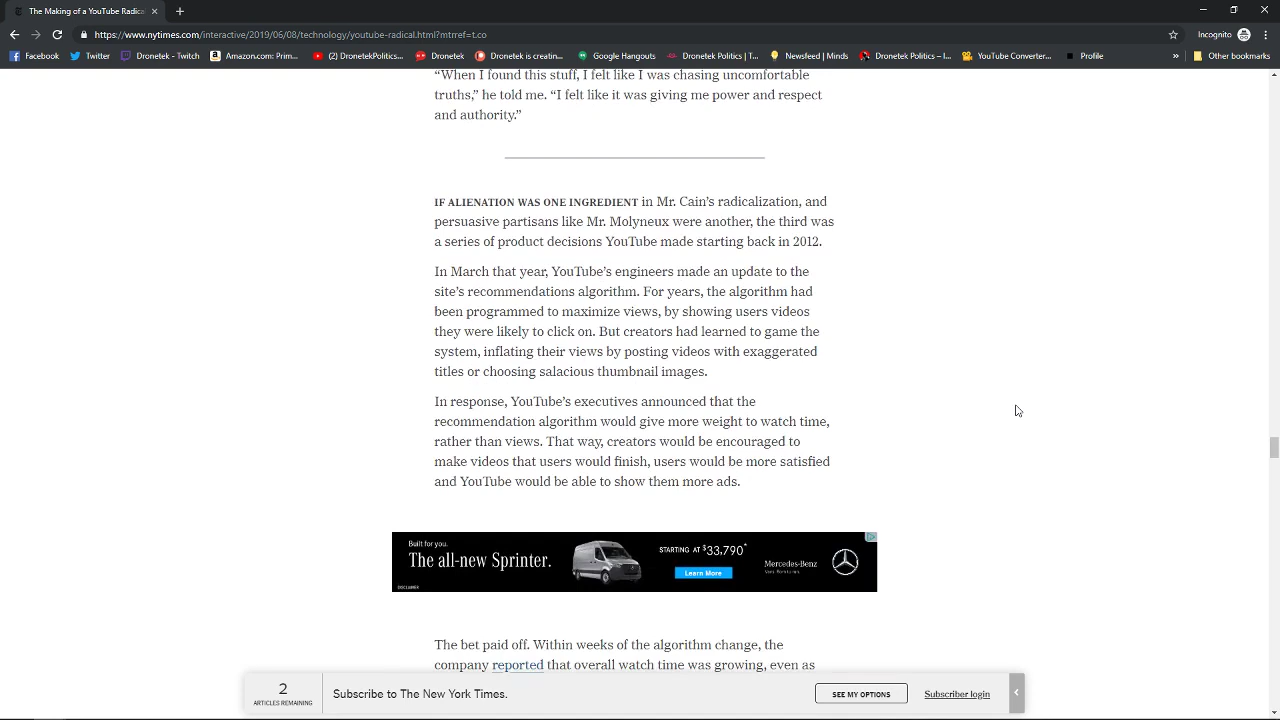 The Making of a YouTube Radical
https://www.nytimes.com/interactive/2019/06/08/technology/youtube-radical.html?mtrref=t.co
Incognito
Facebook Twitter Dronetek - Twitch Amazon.com: Prim... (2) DronetekPolitics... Dronetek Dronetek is creatin... Google Hangouts Dronetek Politics | T... Newsfeed | Minds Dronetek Politics – I... YouTube Converter... Profile » Other bookmarks
“When I found this stuff, I felt like I was chasing uncomfortable
truths,” he told me. “I felt like it was giving me power and respect
and authority.”
IF ALIENATION WAS ONE INGREDIENT in Mr. Cain’s radicalization, and
persuasive partisans like Mr. Molyneux were another, the third was
a series of product decisions YouTube made starting back in 2012.
In March that year, YouTube’s engineers made an update to the
site’s recommendations algorithm. For years, the algorithm had
been programmed to maximize views, by showing users videos
they were likely to click on. But creators had learned to game the
system, inflating their views by posting videos with exaggerated
titles or choosing salacious thumbnail images.
In response, YouTube’s executives announced that the
recommendation algorithm would give more weight to watch time,
rather than views. That way, creators would be encouraged to
make videos that users would finish, users would be more satisfied
and YouTube would be able to show them more ads.
Built for you.
The all-new Sprinter.
DISCLAIMER
STARTING AT $33,790*
Learn More
Mercedes-Benz
The bet paid off. Within weeks of the algorithm change, the
company reported that overall watch time was growing, even as
2
ARTICLES REMAINING
Subscribe to The New York Times.
SEE MY OPTIONS
Subscriber login